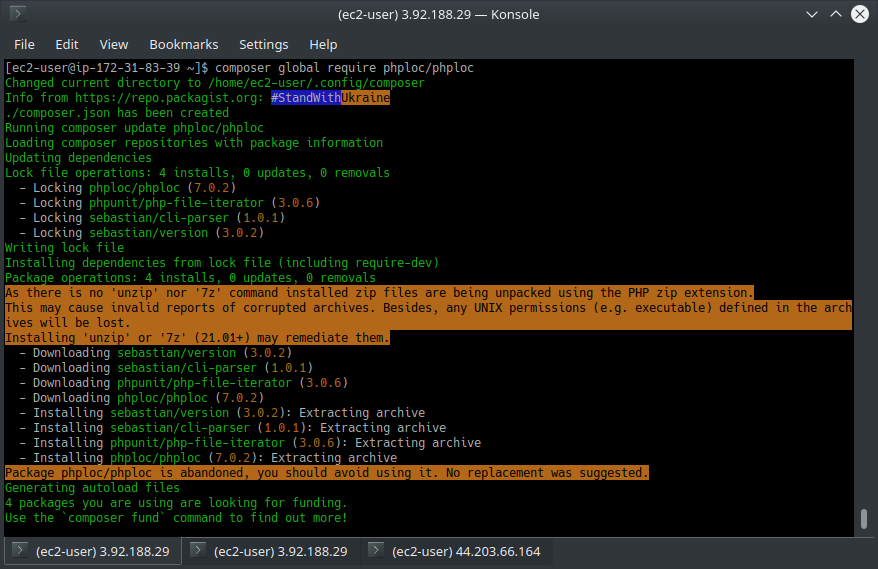 (ec2-user) 3.92.188.29 — Konsole
File Edit View Bookmarks Settings Help
[ec2-user@ip-172-31-83-39 ~]$ composer global require phploc/phploc
Changed current directory to /home/ec2-user/.config/composer
Info from https://repo.packagist.org: #StandWithUkraine
./composer.json has been created
Running composer update phploc/phploc
Loading composer repositories with package information
Updating dependencies
Lock file operations: 4 installs, 0 updates, 0 removals
  - Locking phploc/phploc (7.0.2)
  - Locking phpunit/php-file-iterator (3.0.6)
  - Locking sebastian/cli-parser (1.0.1)
  - Locking sebastian/version (3.0.2)
Writing lock file
Installing dependencies from lock file (including require-dev)
Package operations: 4 installs, 0 updates, 0 removals
As there is no 'unzip' nor '7z' command installed zip files are being unpacked using the PHP zip extension.
This may cause invalid reports of corrupted archives. Besides, any UNIX permissions (e.g. executable) defined in the arch
ives will be lost.
Installing 'unzip' or '7z' (21.01+) may remediate them.
  - Downloading sebastian/version (3.0.2)
  - Downloading sebastian/cli-parser (1.0.1)
  - Downloading phpunit/php-file-iterator (3.0.6)
  - Downloading phploc/phploc (7.0.2)
  - Installing sebastian/version (3.0.2): Extracting archive
  - Installing sebastian/cli-parser (1.0.1): Extracting archive
  - Installing phpunit/php-file-iterator (3.0.6): Extracting archive
  - Installing phploc/phploc (7.0.2): Extracting archive
Package phploc/phploc is abandoned, you should avoid using it. No replacement was suggested.
Generating autoload files
4 packages you are using are looking for funding.
Use the `composer fund` command to find out more!
(ec2-user) 3.92.188.29 (ec2-user) 3.92.188.29 (ec2-user) 44.203.66.164